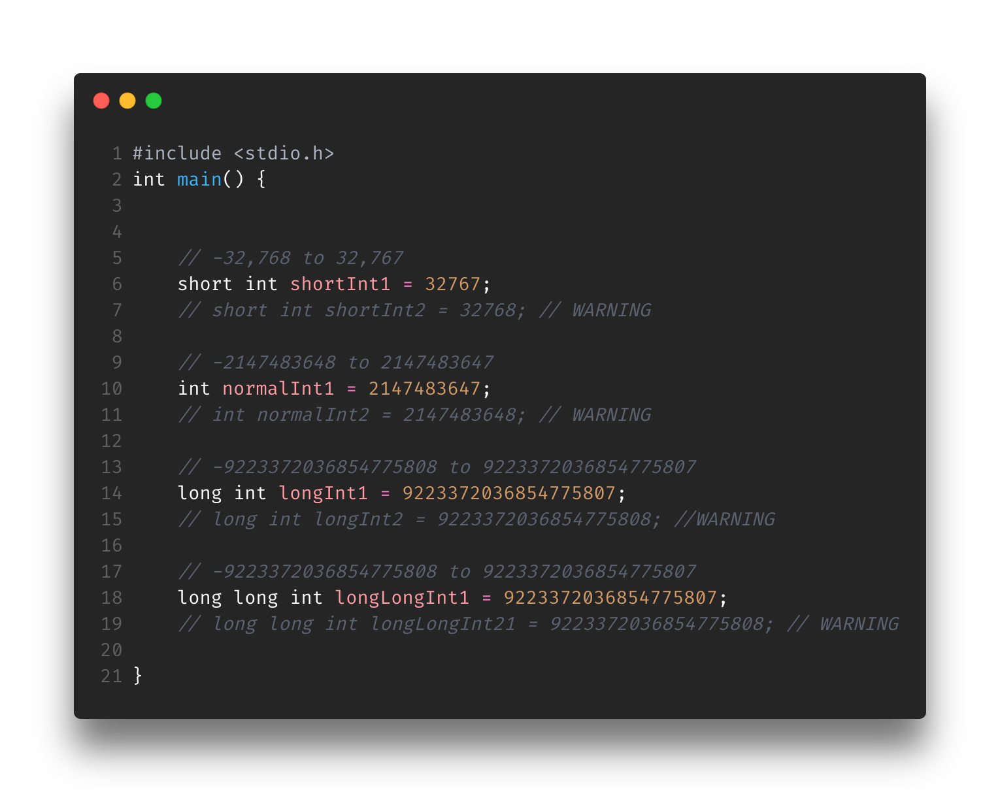 1 #include <stdio.h>
2 int main() {
3
4
5     // -32,768 to 32,767
6     short int shortInt1 = 32767;
7     // short int shortInt2 = 32768; // WARNING
8
9     // -2147483648 to 2147483647
10     int normalInt1 = 2147483647;
11     // int normalInt2 = 2147483648; // WARNING
12
13     // -9223372036854775808 to 9223372036854775807
14     long int longInt1 = 9223372036854775807;
15     // long int longInt2 = 9223372036854775808; //WARNING
16
17     // -9223372036854775808 to 9223372036854775807
18     long long int longLongInt1 = 9223372036854775807;
19     // long long int longLongInt21 = 9223372036854775808; // WARNING
20
21 }